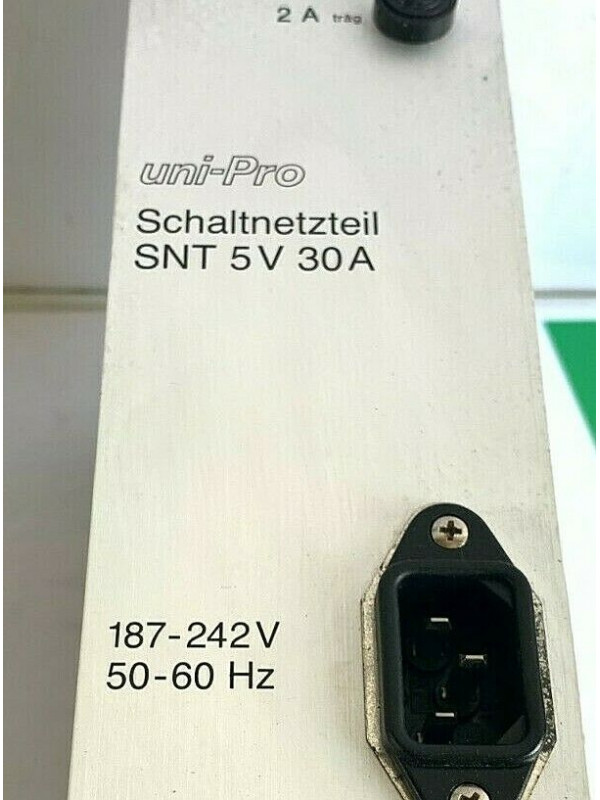 2 A träg
uni-Pro
Schaltnetzteil
SNT 5V 30A
187-242V
50-60 Hz